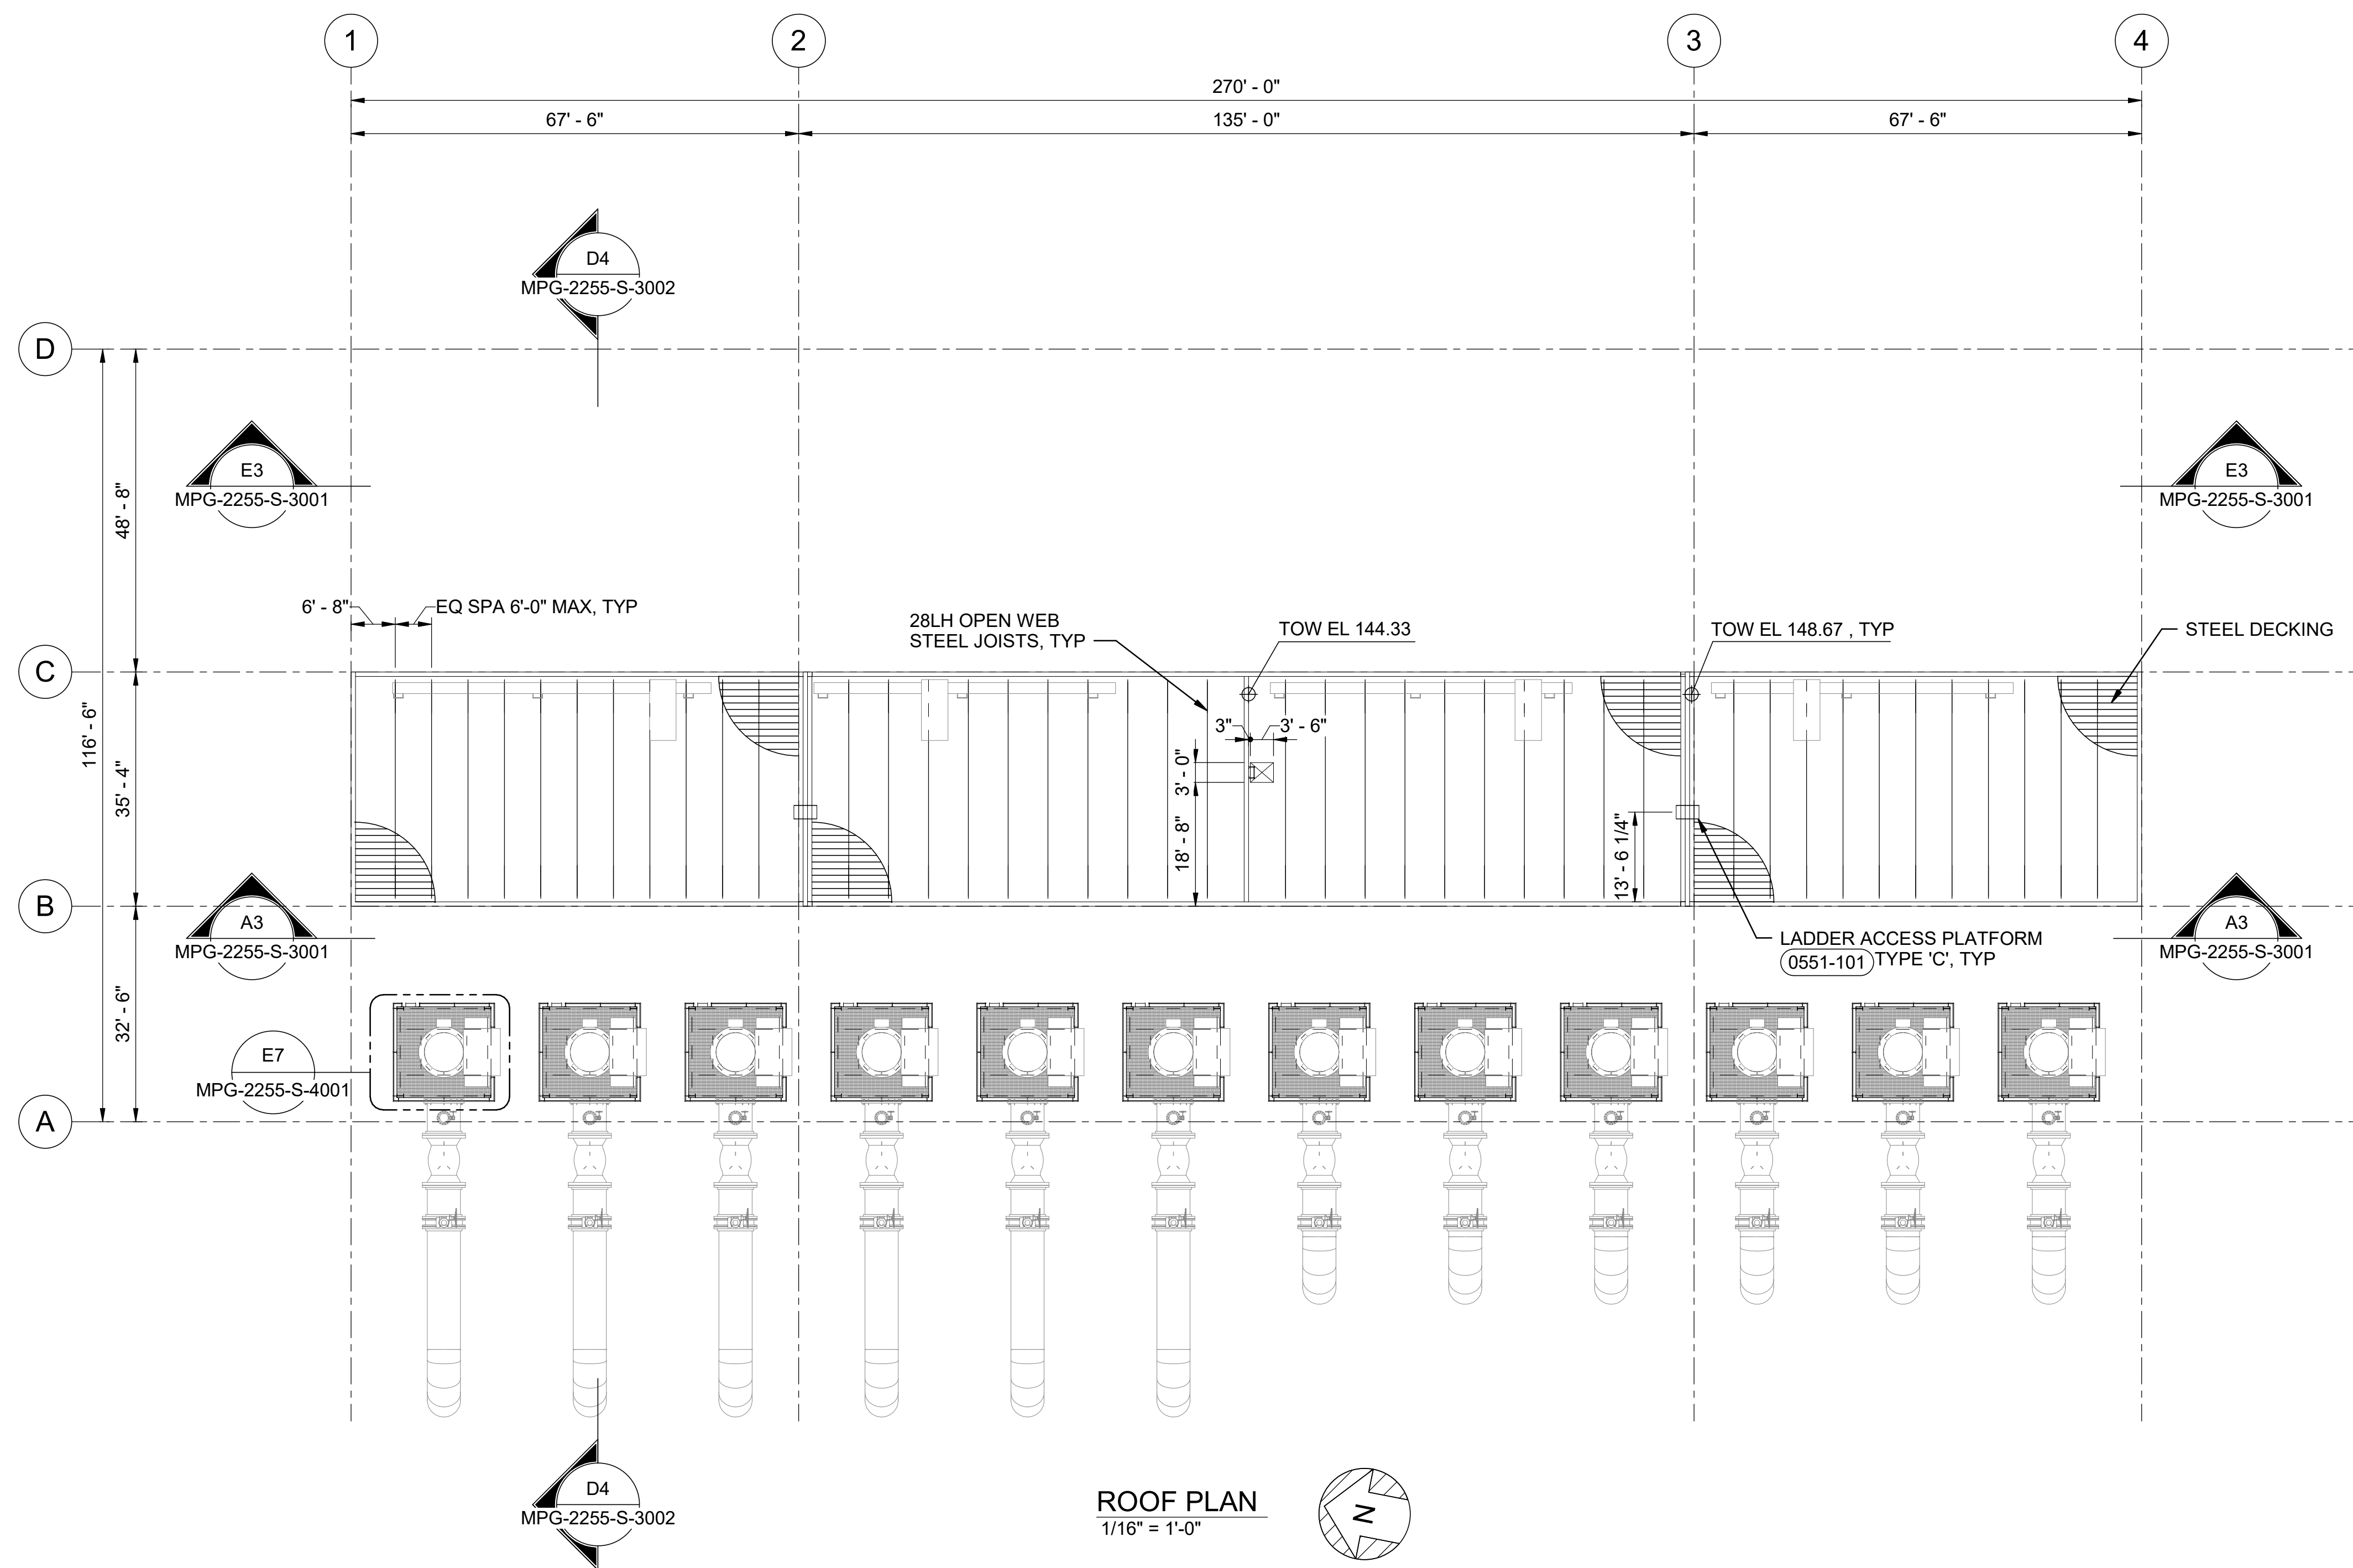 1
2
3
4
270' - 0"
67' - 6"
135' - 0"
67' - 6"
D4
MPG-2255-S-3002
D
E3
MPG-2255-S-3001
E3
MPG-2255-S-3001
48' - 8"
6' - 8"
EQ SPA 6'-0" MAX, TYP
28LH OPEN WEB
STEEL JOISTS, TYP
TOW EL 144.33
TOW EL 148.67 , TYP
STEEL DECKING
C
116' - 6"
35' - 4"
3"
3' - 6"
3' - 0"
18' - 8"
13' - 6 1/4"
B
A3
MPG-2255-S-3001
LADDER ACCESS PLATFORM
0551-101 TYPE 'C', TYP
A3
MPG-2255-S-3001
32' - 6"
E7
MPG-2255-S-4001
A
D4
MPG-2255-S-3002
ROOF PLAN
1/16" = 1'-0"
N